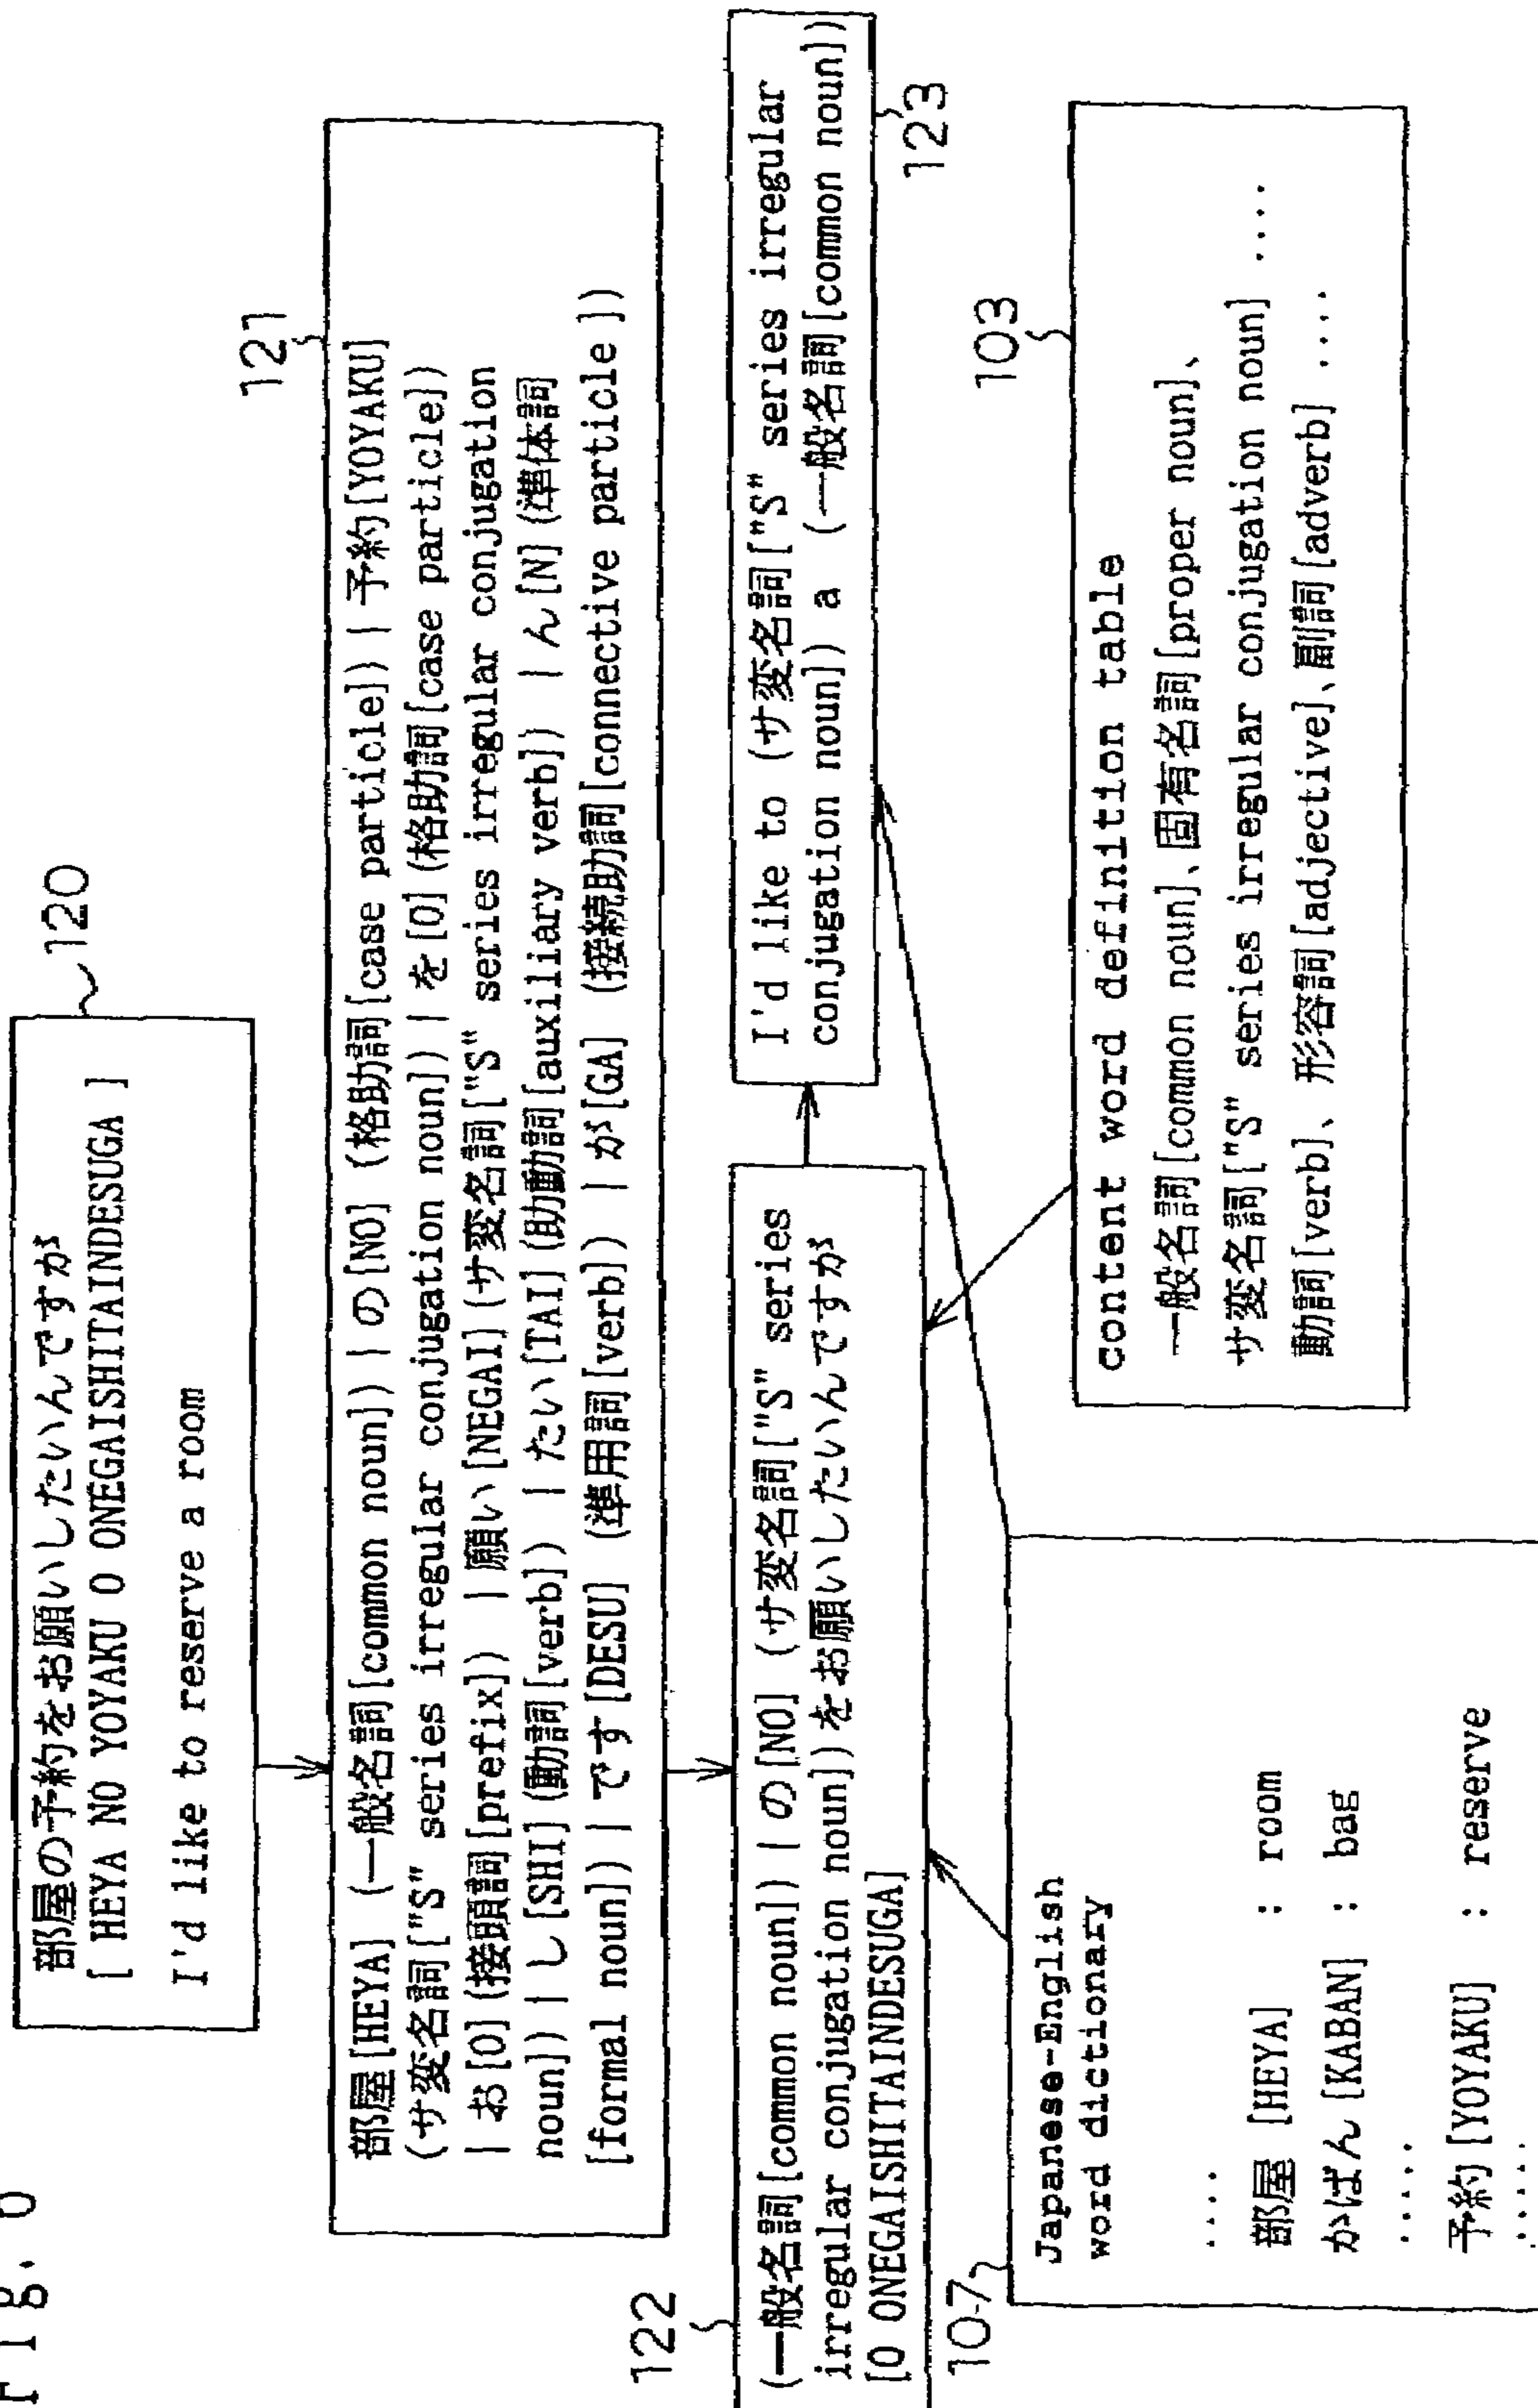 部屋の予約をお願いしたいんですが
[ HEYA NO YOYAKU O ONEGAISHITAINDESUGA ]
I'd like to reserve a room
120
121
部屋[HEYA] (一般名詞[common noun]) | の[NO] (格助詞[case particle]) | 予約[YOYAKU]
(サ変名詞["S" series irregular conjugation noun]) | を[O](格助詞[case particle])
| お[O](接頭詞[prefix]) | 願い[NEGAI](サ変名詞["S" series irregular conjugation
noun]) | し[SHI](動詞[verb]) | たい[TAI](助動詞[auxiliary verb]) | ん[N](準体詞
[formal noun]) | です[DESU] (準用詞[verb]) | が[GA] (接続助詞[connective particle ])
122
(一般名詞[common noun]) | の[NO] (サ変名詞["S" series
irregular conjugation noun])をお願いしたいんですが
[O ONEGAISHITAINDESUGA]
I'd like to (サ変名詞["S" series irregular
conjugation noun]) a (一般名詞[common noun])
123
107
Japanese-English
word dictionary
....
部屋 [HEYA] : room
かばん[KABAN] : bag
.....
予約[YOYAKU] : reserve
.....
103
content word definition table
一般名詞[common noun]、固有名詞[proper noun]、
サ変名詞["S" series irregular conjugation noun] ....
動詞[verb]、形容詞[adjective]、副詞[adverb] ....